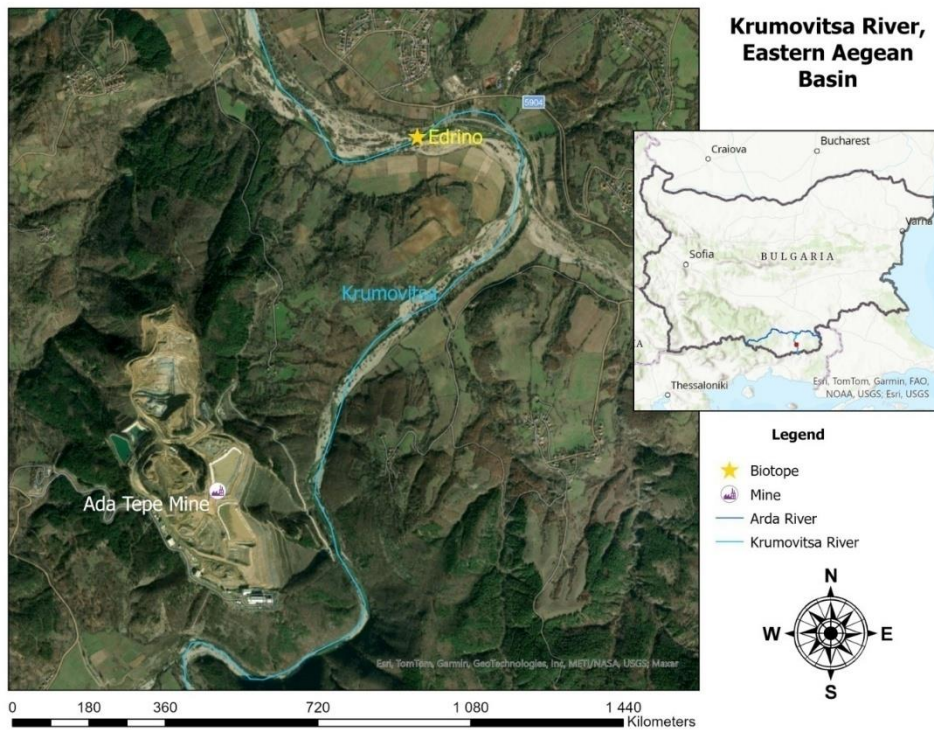 Krumovitsa River,
Eastern Aegean
Basin
5904
Edrino
Krumovitsa
Ada Tepe Mine
Esri, TomTom, Garmin, GeoTechnologies, Inc, METI/NASA, USGS; Maxar
Craiova
Bucharest
Varna
Sofia
BULGARIA
Thessaloniki
Esri, TomTom, Garmin, FAO,
NOAA, USGS, Esri, USGS
Legend
Biotope
Mine
Arda River
Krumovitsa River
N
W
E
S
0 180 360 720 1 080 1 440
Kilometers